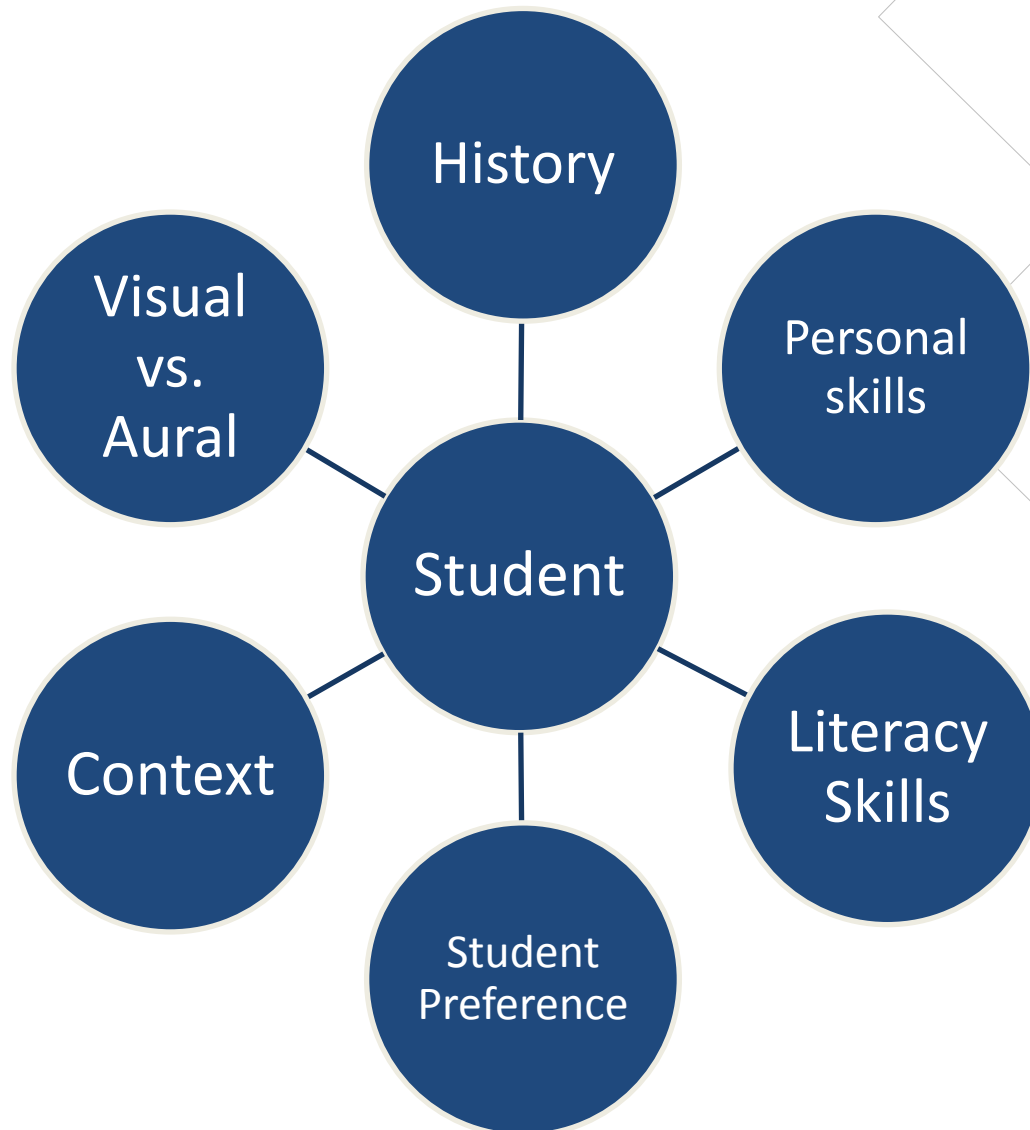 History
Visual
vs.
Aural
Personal
skills
Student
Context
Literacy
Skills
Student
Preference